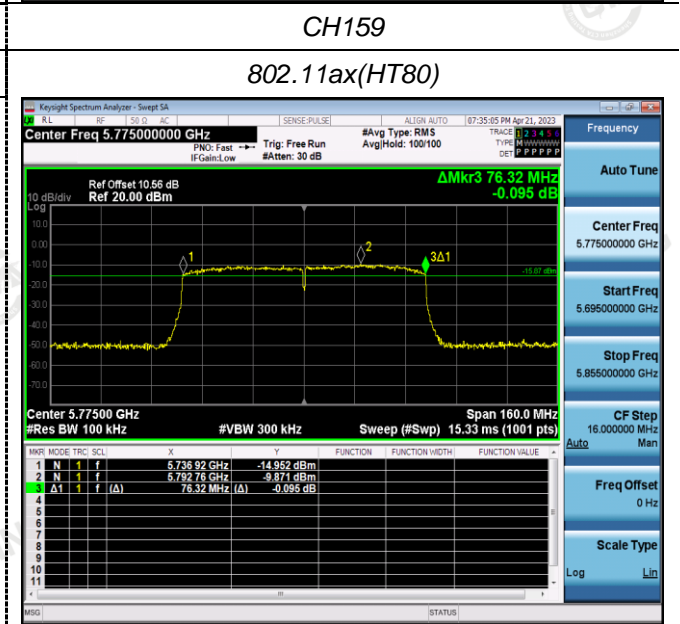 CH159
802.11ax(HT80)
Keysight Spectrum Analyzer - Swept SA
RL RF 50 Ω AC SENSE:PULSE ALIGN AUTO 07:35:05 PM Apr 21, 2023
Center Freq 5.775000000 GHz
PNO: Fast
IFGain:Low
Trig: Free Run
#Atten: 30 dB
#Avg Type: RMS
Avg|Hold: 100/100
TRACE 1 2 3 4 5 6
TYPE M WWWWW
DET P P P P P P
Frequency
ΔMkr3 76.32 MHz
-0.095 dB
Ref Offset 10.56 dB
10 dB/div Ref 20.00 dBm
Log
10.0
0.00
-10.0
-20.0
-30.0
-40.0
-50.0
-60.0
-70.0
1
2
3Δ1
-15.87 dBm
Center 5.77500 GHz Span 160.0 MHz
#Res BW 100 kHz #VBW 300 kHz Sweep (#Swp) 15.33 ms (1001 pts)
MKR MODE TRC SCL X Y FUNCTION FUNCTION WIDTH FUNCTION VALUE
1 N 1 f 5.736 92 GHz -14.952 dBm
2 N 1 f 5.792 76 GHz -9.871 dBm
3 Δ1 1 f (Δ) 76.32 MHz (Δ) -0.095 dB
4
5
6
7
8
9
10
11
MSG STATUS
Auto Tune
Center Freq
5.775000000 GHz
Start Freq
5.695000000 GHz
Stop Freq
5.855000000 GHz
CF Step
16.000000 MHz
Auto Man
Freq Offset
0 Hz
Scale Type
Log Lin